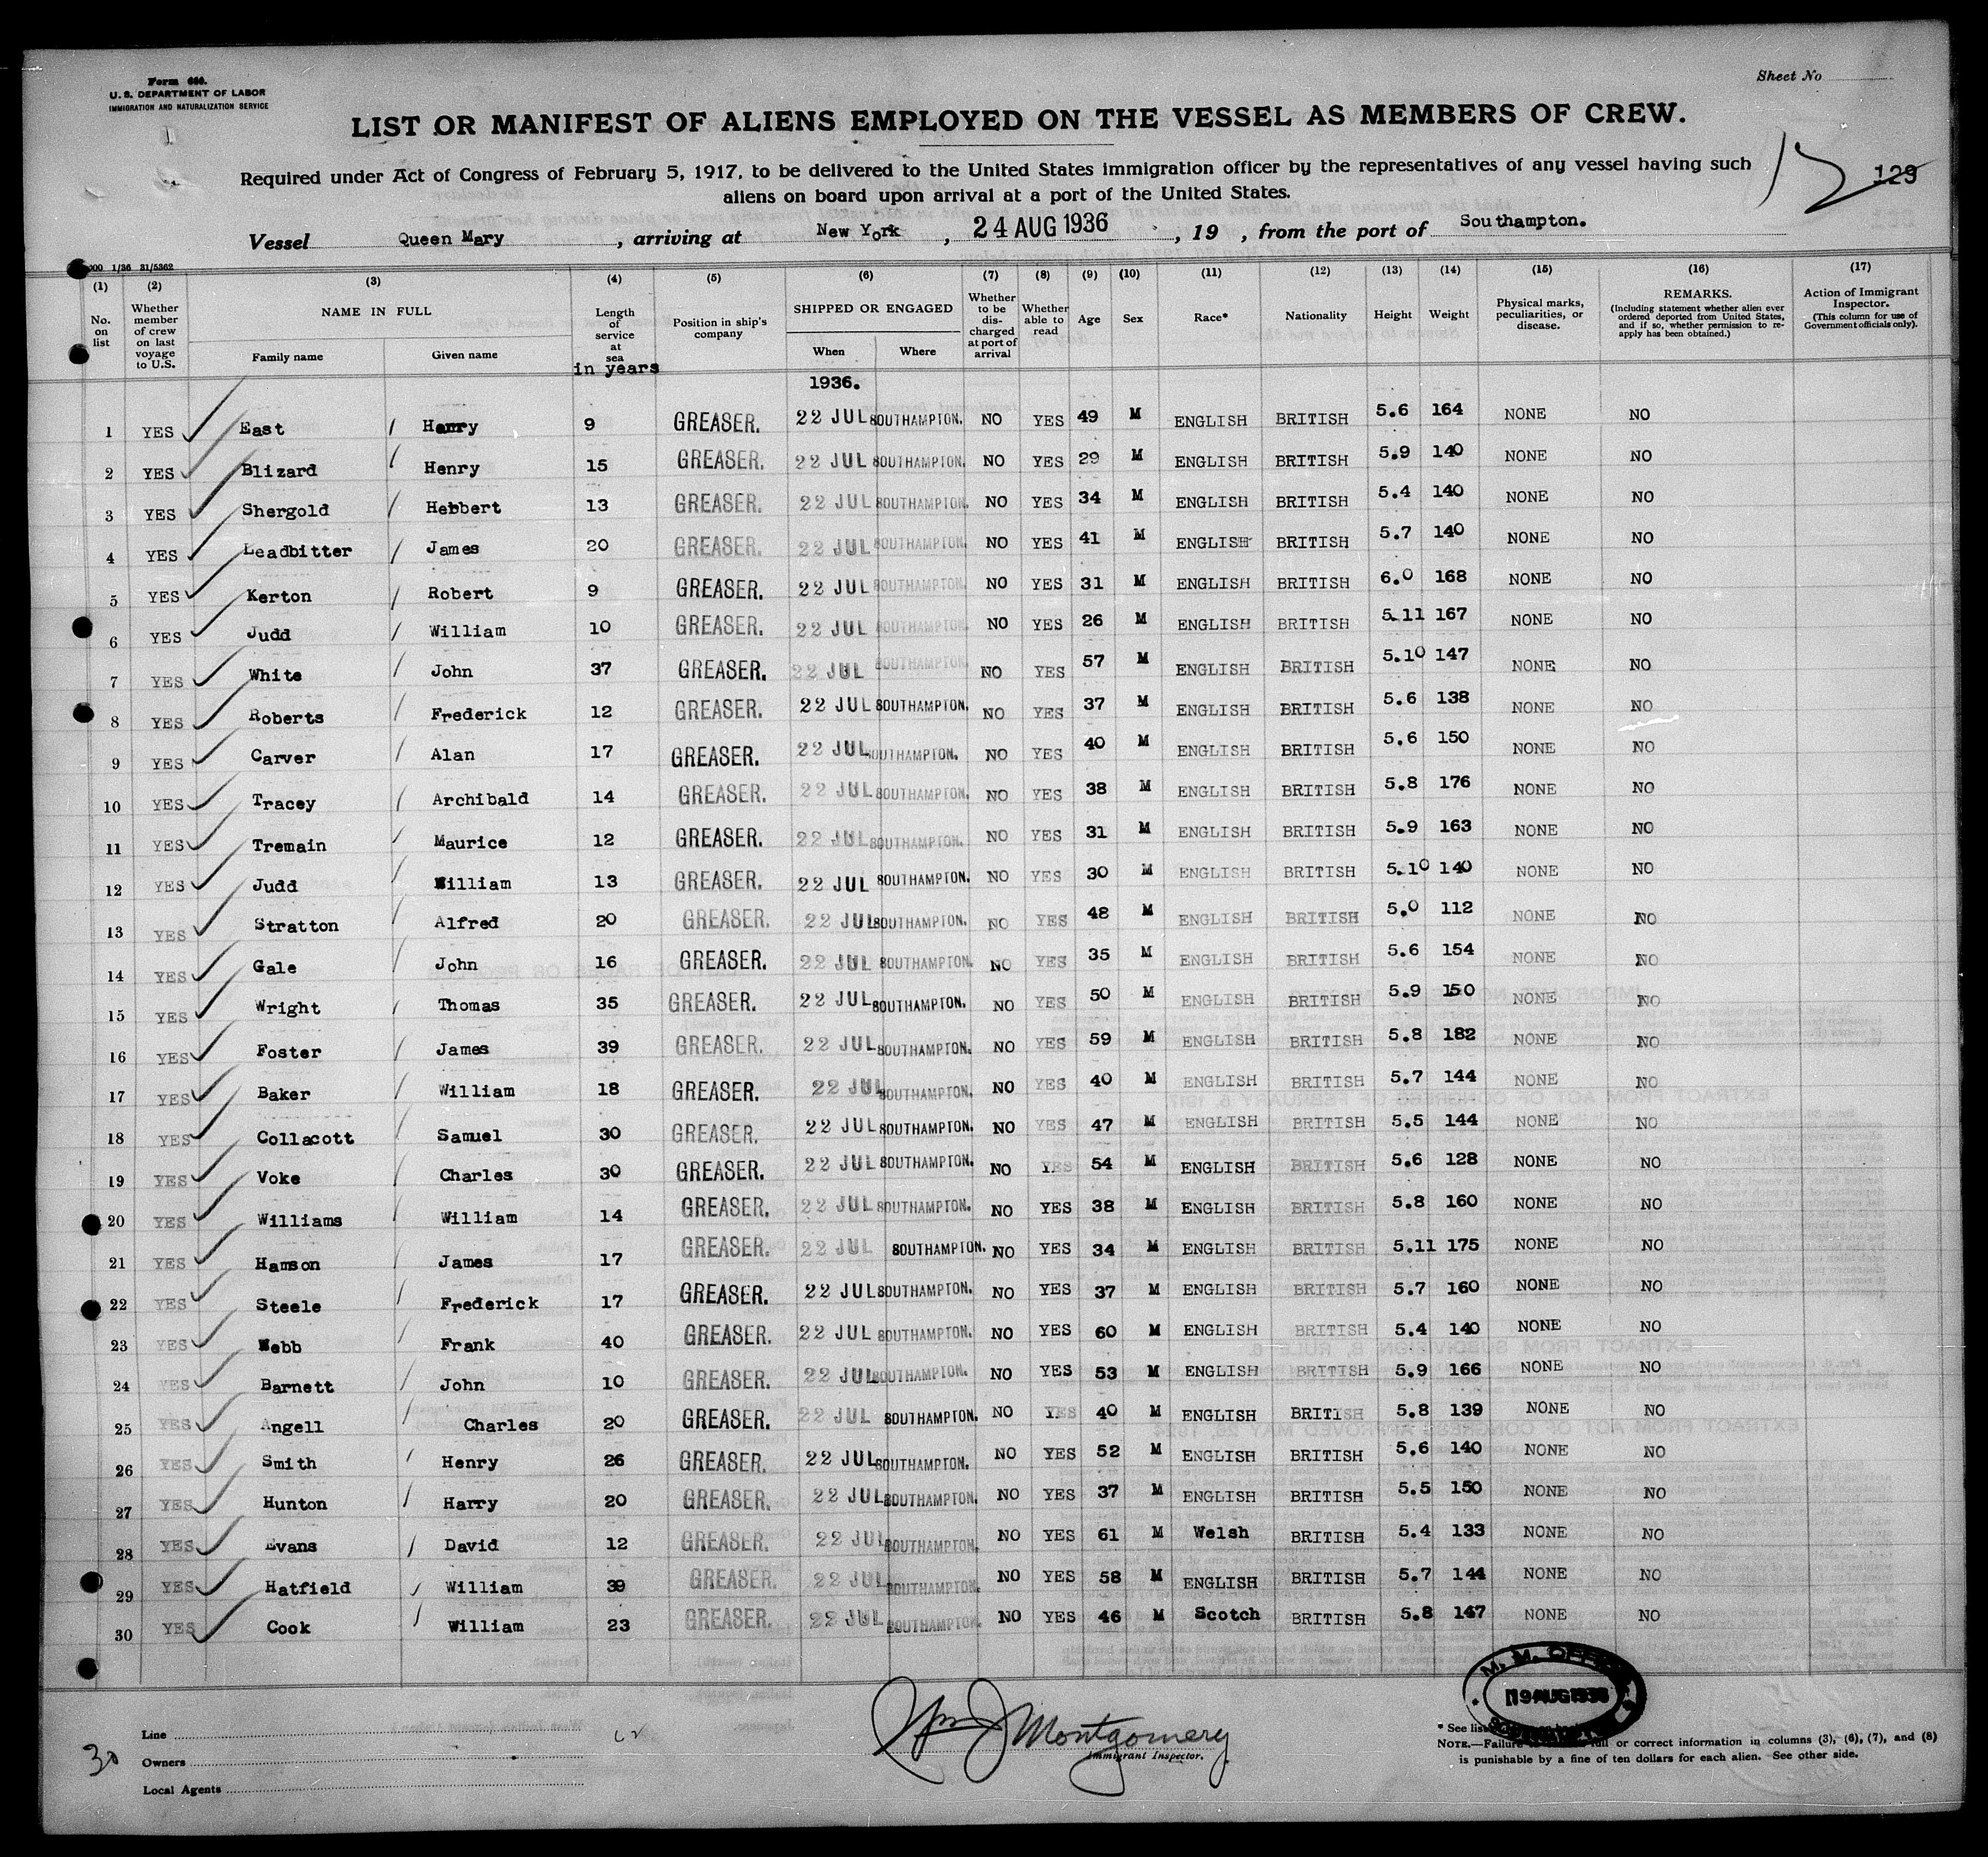 Form 680.
U. S. DEPARTMENT OF LABOR
IMMIGRATION AND NATURALIZATION SERVICE
Sheet No
LIST OR MANIFEST OF ALIENS EMPLOYED ON THE VESSEL AS MEMBERS OF CREW.
Required under Act of Congress of February 5, 1917, to be delivered to the United States immigration officer by the representatives of any vessel having such
aliens on board upon arrival at a port of the United States.
129
Vessel Queen Mary, arriving at New York, 24 AUG 1936, 19 , from the port of Southampton.
000 1/36 31/5362
(1) (2) (3) (4) (5) (6) (7) (8) (9) (10) (11) (12) (13) (14) (15) (16) (17)
No. on list
Whether member of crew on last voyage to U.S.
NAME IN FULL
Family name
Given name
Length of service at sea
in years
Position in ship's company
SHIPPED OR ENGAGED
When
Where
Whether to be discharged at port of arrival
Whether able to read
Age
Sex
Race*
Nationality
Height
Weight
Physical marks, peculiarities, or disease.
REMARKS.
(Including statement whether alien ever ordered deported from United States, and if so, whether permission to re-apply has been obtained.)
Action of Immigrant Inspector.
(This column for use of Government officials only).
1936.
1 YES East Harry 9 GREASER. 22 JUL SOUTHAMPTON. NO YES 49 M ENGLISH BRITISH 5.6 164 NONE NO
2 YES Blizard Henry 15 GREASER. 22 JUL SOUTHAMPTON. NO YES 29 M ENGLISH BRITISH 5.9 140 NONE NO
3 YES Shergold Hebbert 13 GREASER. 22 JUL SOUTHAMPTON. NO YES 34 M ENGLISH BRITISH 5.4 140 NONE NO
4 YES Leadbitter James 20 GREASER. 22 JUL SOUTHAMPTON. NO YES 41 M ENGLISH BRITISH 5.7 140 NONE NO
5 YES Kerton Robert 9 GREASER. 22 JUL SOUTHAMPTON. NO YES 31 M ENGLISH BRITISH 6.0 168 NONE NO
6 YES Judd William 10 GREASER. 22 JUL SOUTHAMPTON. NO YES 26 M ENGLISH BRITISH 5.11 167 NONE NO
7 YES White John 37 GREASER. 22 JUL SOUTHAMPTON. NO YES 57 M ENGLISH BRITISH 5.10 147 NONE NO
8 YES Roberts Frederick 12 GREASER. 22 JUL SOUTHAMPTON. NO YES 37 M ENGLISH BRITISH 5.6 138 NONE NO
9 YES Carver Alan 17 GREASER. 22 JUL SOUTHAMPTON. NO YES 40 M ENGLISH BRITISH 5.6 150 NONE NO
10 YES Tracey Archibald 14 GREASER. 22 JUL SOUTHAMPTON. NO YES 38 M ENGLISH BRITISH 5.8 176 NONE NO
11 YES Tremain Maurice 12 GREASER. 22 JUL SOUTHAMPTON. NO YES 31 M ENGLISH BRITISH 5.9 163 NONE NO
12 YES Judd William 13 GREASER. 22 JUL SOUTHAMPTON. NO YES 30 M ENGLISH BRITISH 5.10 140 NONE NO
13 YES Stratton Alfred 20 GREASER. 22 JUL SOUTHAMPTON. NO YES 48 M ENGLISH BRITISH 5.0 112 NONE NO
14 YES Gale John 16 GREASER. 22 JUL SOUTHAMPTON. NO YES 35 M ENGLISH BRITISH 5.6 154 NONE NO
15 YES Wright Thomas 35 GREASER. 22 JUL SOUTHAMPTON. NO YES 50 M ENGLISH BRITISH 5.9 150 NONE NO
16 YES Foster James 39 GREASER. 22 JUL SOUTHAMPTON. NO YES 59 M ENGLISH BRITISH 5.8 182 NONE NO
17 YES Baker William 18 GREASER. 22 JUL SOUTHAMPTON. NO YES 40 M ENGLISH BRITISH 5.7 144 NONE NO
18 YES Collacott Samuel 30 GREASER. 22 JUL SOUTHAMPTON. NO YES 47 M ENGLISH BRITISH 5.5 144 NONE NO
19 YES Voke Charles 30 GREASER. 22 JUL SOUTHAMPTON. NO YES 54 M ENGLISH BRITISH 5.6 128 NONE NO
20 YES Williams William 14 GREASER. 22 JUL SOUTHAMPTON. NO YES 38 M ENGLISH BRITISH 5.8 160 NONE NO
21 YES Hamson James 17 GREASER. 22 JUL SOUTHAMPTON. NO YES 34 M ENGLISH BRITISH 5.11 175 NONE NO
22 YES Steele Frederick 17 GREASER. 22 JUL SOUTHAMPTON. NO YES 37 M ENGLISH BRITISH 5.7 160 NONE NO
23 YES Webb Frank 40 GREASER. 22 JUL SOUTHAMPTON. NO YES 60 M ENGLISH BRITISH 5.4 140 NONE NO
24 YES Barnett John 10 GREASER. 22 JUL SOUTHAMPTON. NO YES 53 M ENGLISH BRITISH 5.9 166 NONE NO
25 YES Angell Charles 20 GREASER. 22 JUL SOUTHAMPTON. NO YES 40 M ENGLISH BRITISH 5.8 139 NONE NO
26 YES Smith Henry 26 GREASER. 22 JUL SOUTHAMPTON. NO YES 52 M ENGLISH BRITISH 5.6 140 NONE NO
27 YES Hunton Harry 20 GREASER. 22 JUL SOUTHAMPTON. NO YES 37 M ENGLISH BRITISH 5.5 150 NONE NO
28 YES Evans David 12 GREASER. 22 JUL SOUTHAMPTON. NO YES 61 M Welsh BRITISH 5.4 133 NONE NO
29 YES Hatfield William 39 GREASER. 22 JUL SOUTHAMPTON. NO YES 58 M ENGLISH BRITISH 5.7 144 NONE NO
30 YES Cook William 23 GREASER. 22 JUL SOUTHAMPTON. NO YES 46 M Scotch BRITISH 5.8 147 NONE NO
30
Line
Owners
Local Agents
Wm J Montgomery
Immigrant Inspector.
M. M. OFFICE
19 AUG 1936
* See list
NOTE.—Failure full or correct information in columns (3), (6), (7), and (8)
is punishable by a fine of ten dollars for each alien. See other side.